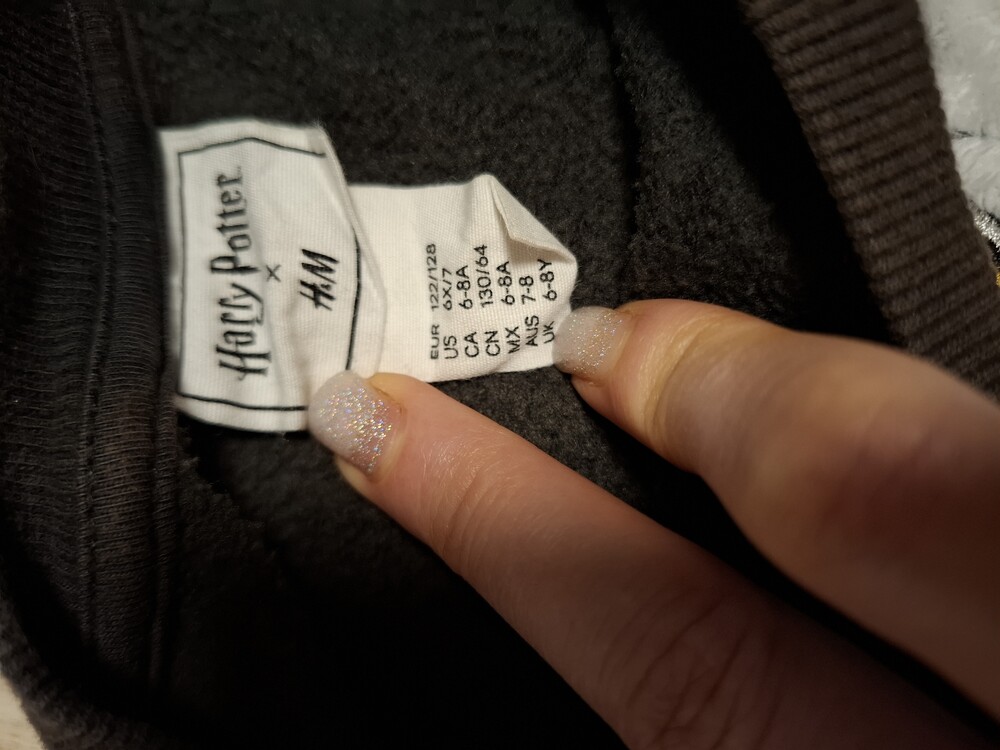 Harry Potter
×
H&M
EUR 122/128
US 6X/7
CA 6-8A
CN 130/64
MX 6-8A
AUS 7-8
UK 6-8Y